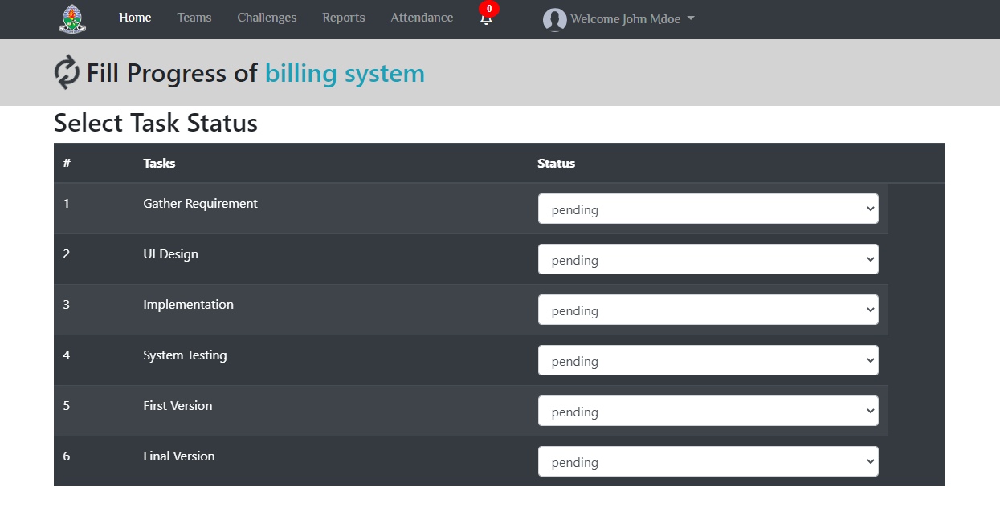 Home Teams Challenges Reports Attendance 0 Welcome John Mdoe
Fill Progress of billing system
Select Task Status
# Tasks Status
1 Gather Requirement pending
2 UI Design pending
3 Implementation pending
4 System Testing pending
5 First Version pending
6 Final Version pending